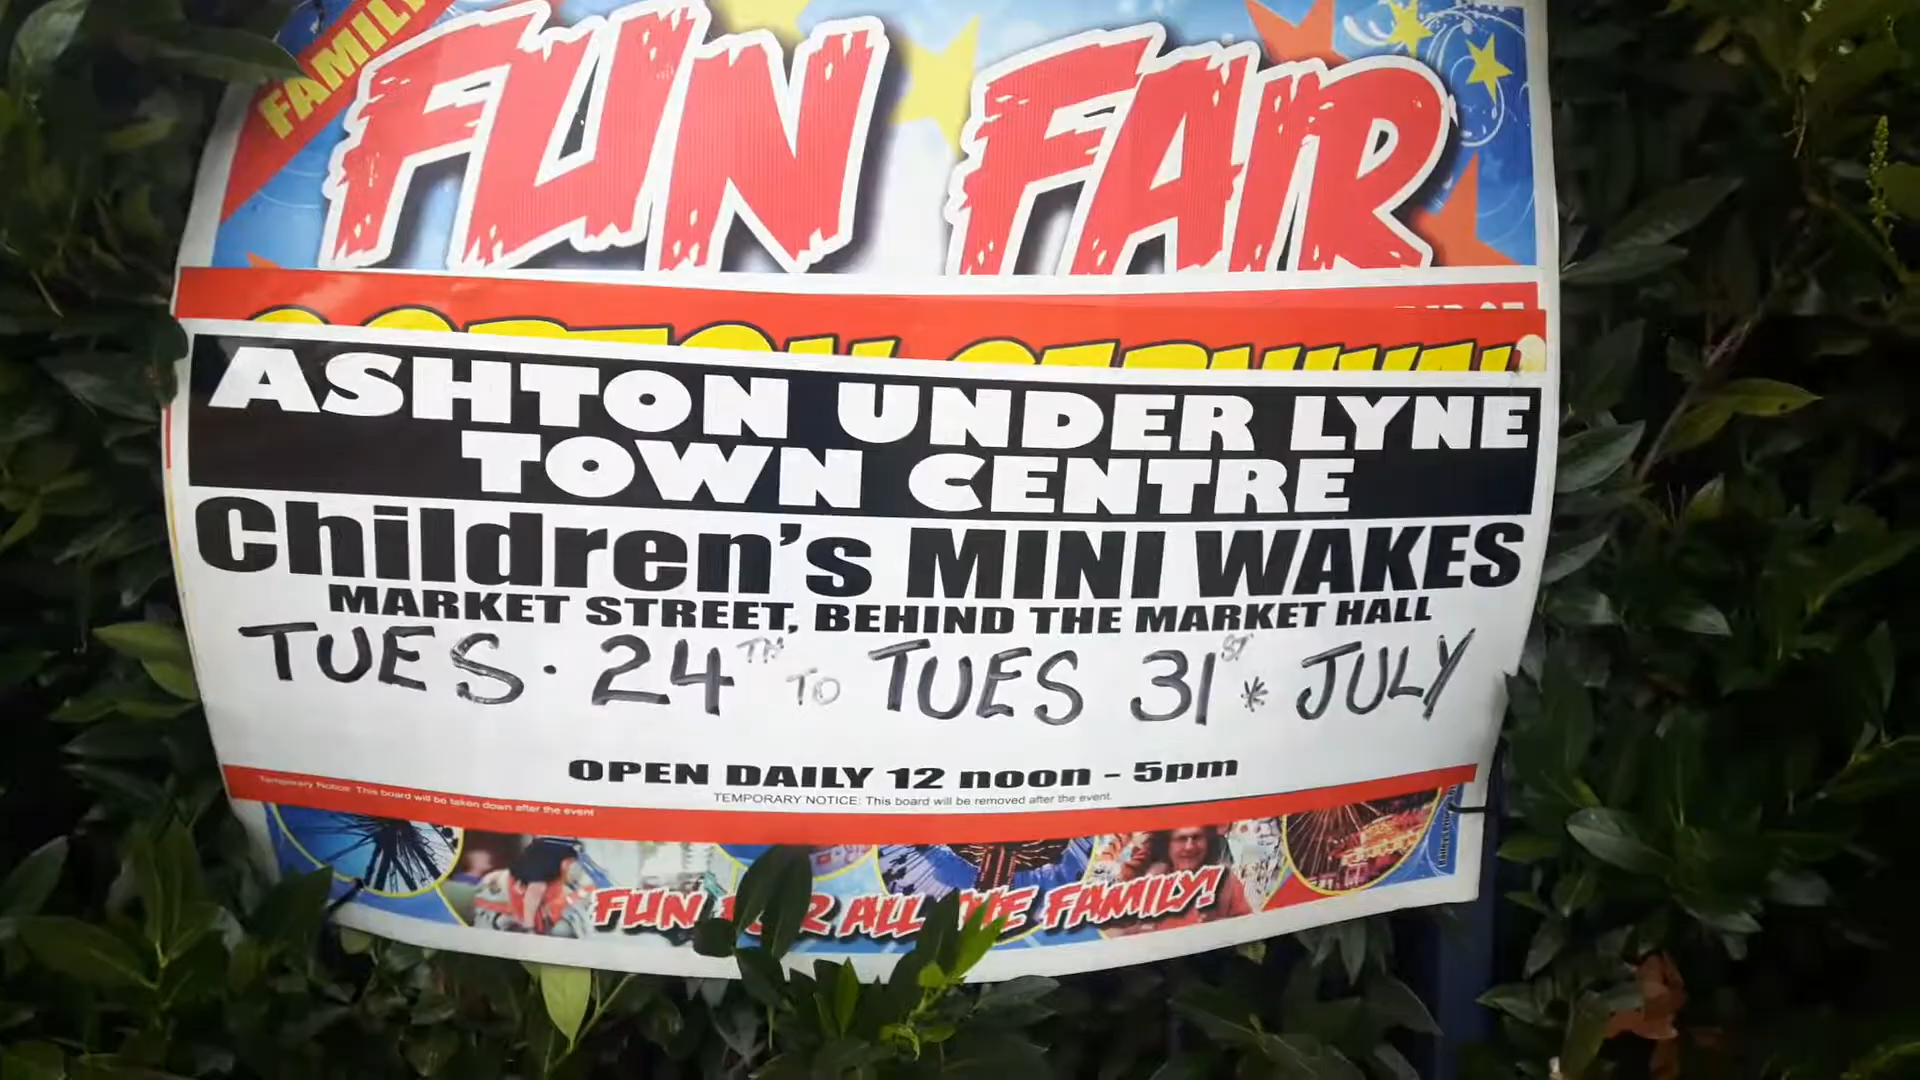 FAMILY
FUN FAIR
ASHTON UNDER LYNE
TOWN CENTRE
Children's MINI WAKES
MARKET STREET, BEHIND THE MARKET HALL
TUES. 24TH TO TUES 31ST * JULY
OPEN DAILY 12 noon - 5pm
TEMPORARY NOTICE: This board will be removed after the event.
Temporary Notice: This board will be taken down after the event
FUN ALL FAMILY!